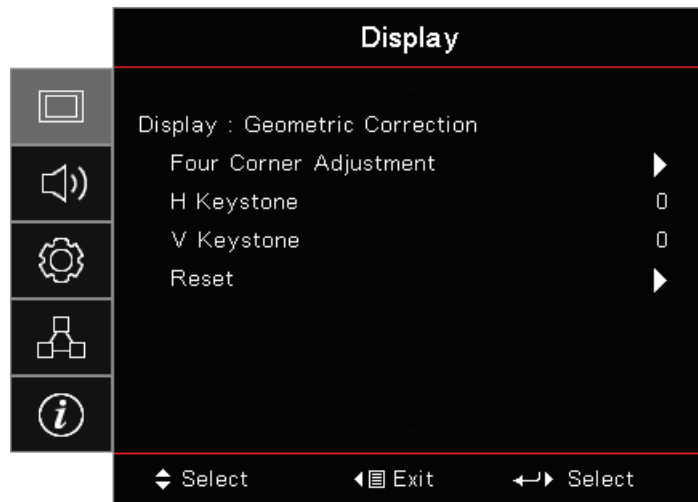 Display
Display : Geometric Correction
Four Corner Adjustment
H Keystone 0
V Keystone 0
Reset
Select Exit Select